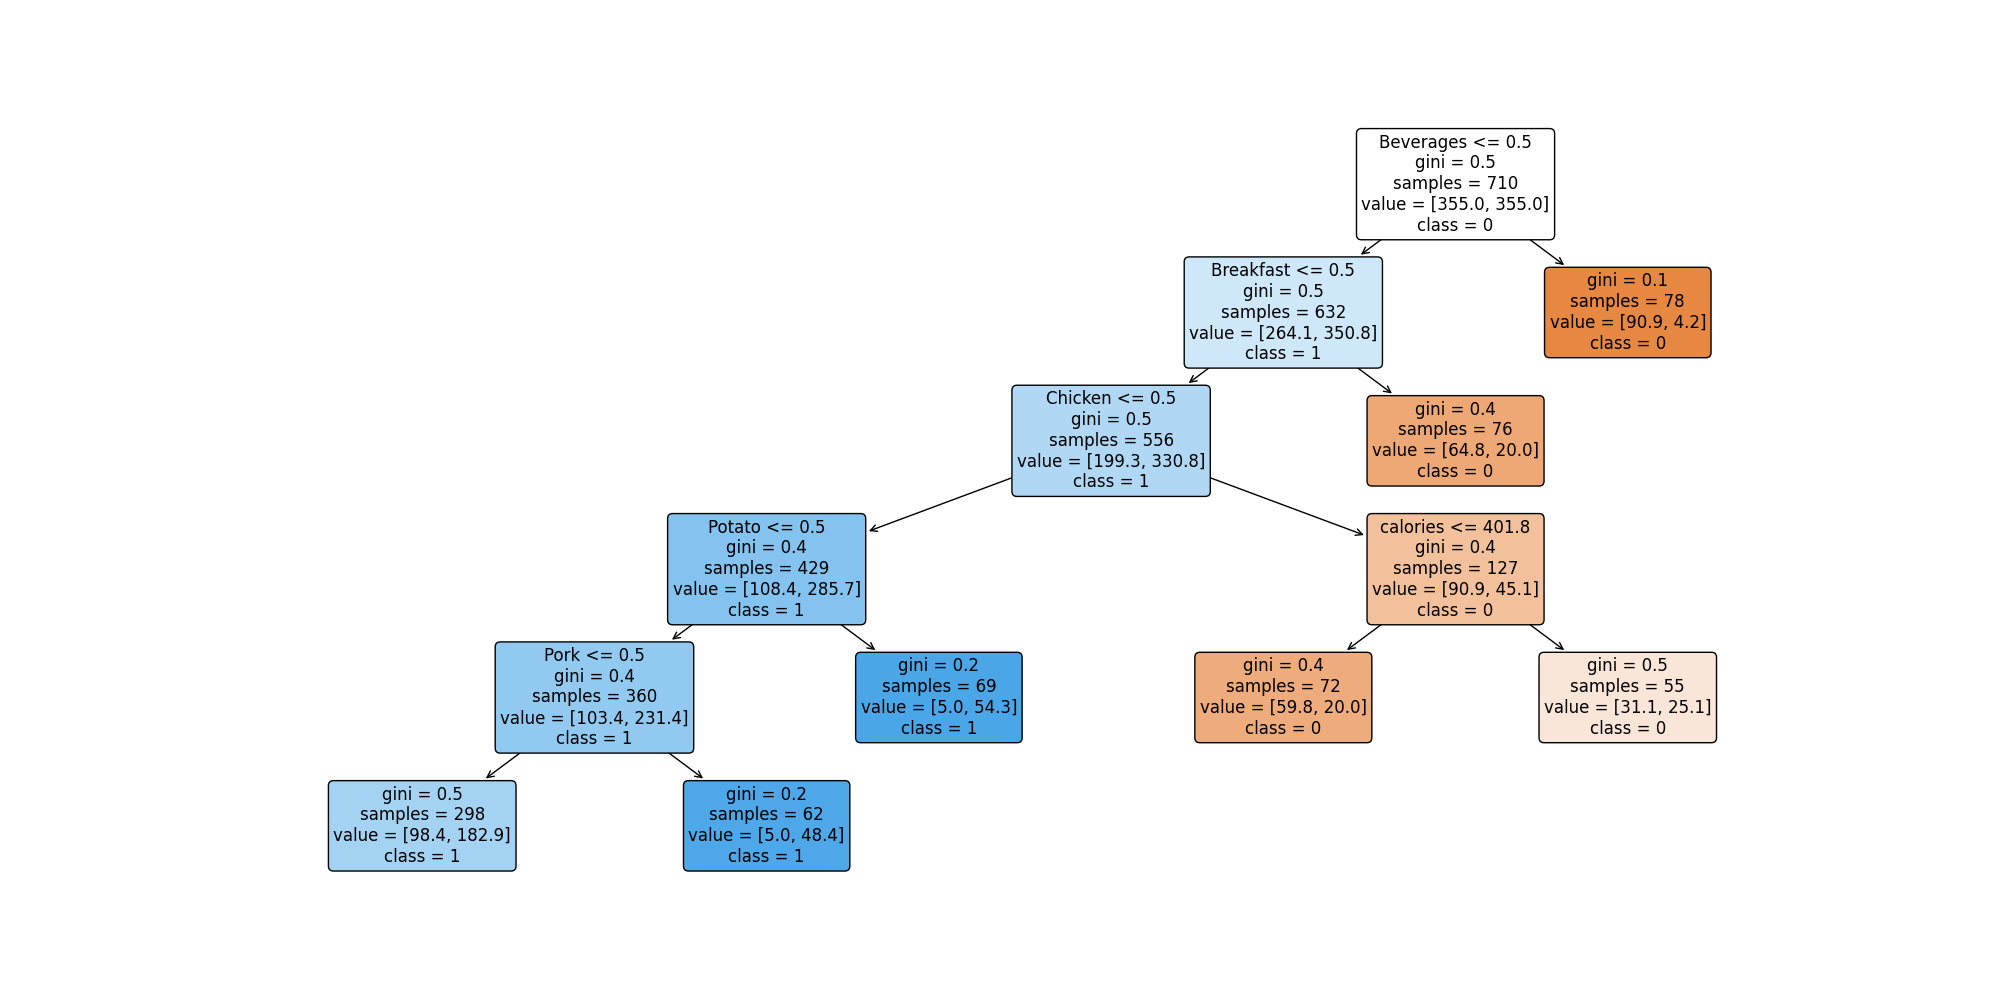 Beverages <= 0.5
gini = 0.5
samples = 710
value = [355.0, 355.0]
class = 0
Breakfast <= 0.5
gini = 0.5
samples = 632
value = [264.1, 350.8]
class = 1
gini = 0.1
samples = 78
value = [90.9, 4.2]
class = 0
Chicken <= 0.5
gini = 0.5
samples = 556
value = [199.3, 330.8]
class = 1
gini = 0.4
samples = 76
value = [64.8, 20.0]
class = 0
Potato <= 0.5
gini = 0.4
samples = 429
value = [108.4, 285.7]
class = 1
calories <= 401.8
gini = 0.4
samples = 127
value = [90.9, 45.1]
class = 0
Pork <= 0.5
gini = 0.4
samples = 360
value = [103.4, 231.4]
class = 1
gini = 0.2
samples = 69
value = [5.0, 54.3]
class = 1
gini = 0.4
samples = 72
value = [59.8, 20.0]
class = 0
gini = 0.5
samples = 55
value = [31.1, 25.1]
class = 0
gini = 0.5
samples = 298
value = [98.4, 182.9]
class = 1
gini = 0.2
samples = 62
value = [5.0, 48.4]
class = 1